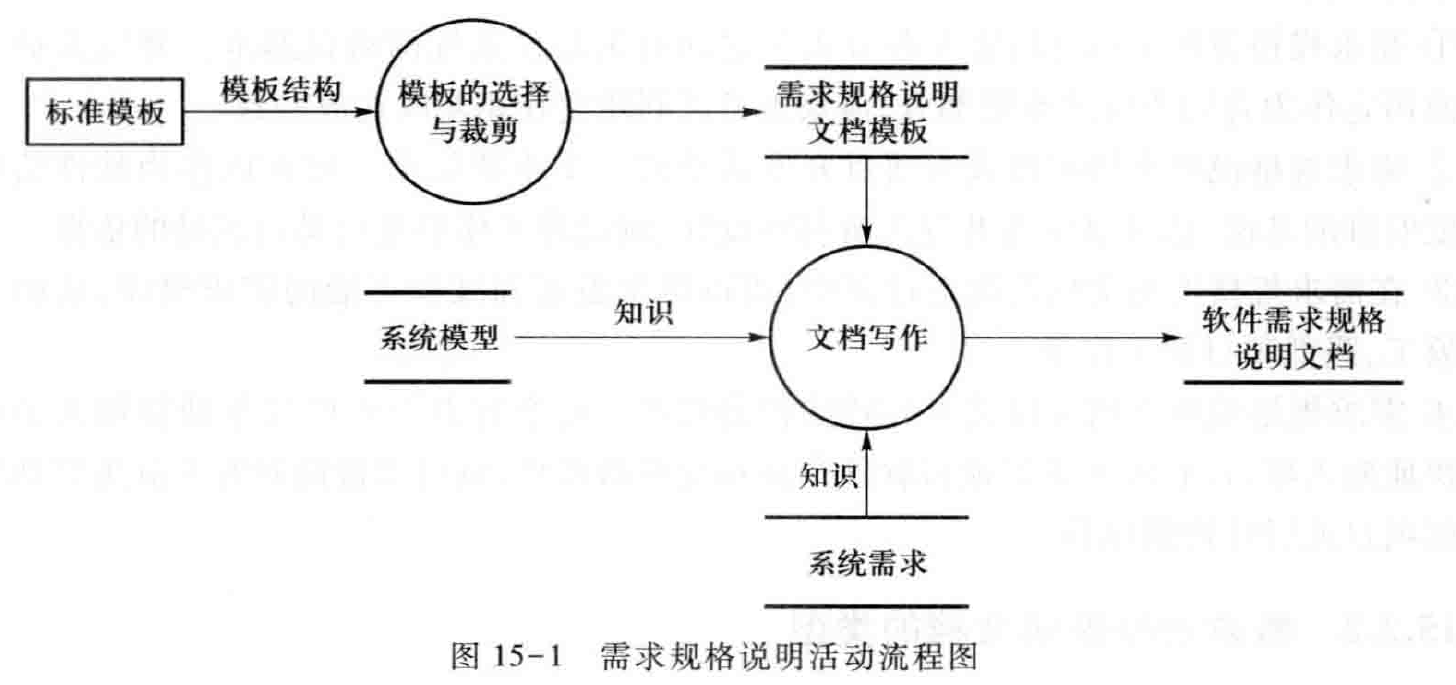 标准模板
模板结构
模板的选择
与裁剪
需求规格说明
文档模板
系统模型
知识
文档写作
软件需求规格
说明文档
知识
系统需求
图 15-1 需求规格说明活动流程图